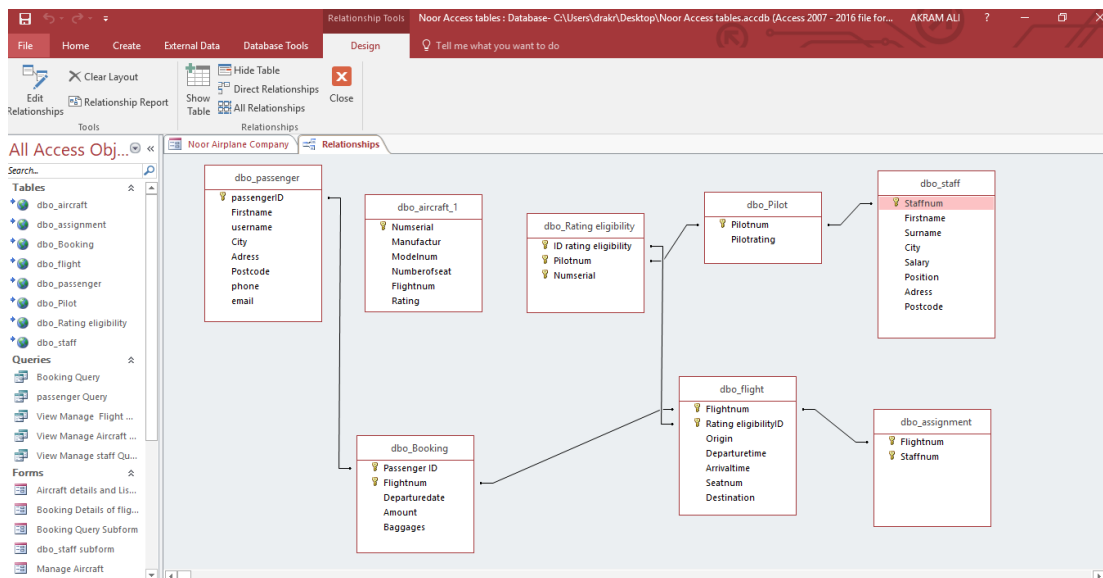 Relationship Tools
Noor Access tables : Database- C:\Users\drakr\Desktop\Noor Access tables.accdb (Access 2007 - 2016 file for...
AKRAM ALI
?
File Home Create External Data Database Tools Design Tell me what you want to do
Edit Relationships
Clear Layout
Relationship Report
Tools
Show Table
Hide Table
Direct Relationships
All Relationships
Relationships
Close
All Access Obj...
Search...
Tables
dbo_aircraft
dbo_assignment
dbo_Booking
dbo_flight
dbo_passenger
dbo_Pilot
dbo_Rating eligibility
dbo_staff
Queries
Booking Query
passenger Query
View Manage Flight ...
View Manage Aircraft ...
View Manage staff Qu...
Forms
Aircraft details and Lis...
Booking Details of flig...
Booking Query Subform
dbo_staff subform
Manage Aircraft
Noor Airplane Company
Relationships
dbo_passenger
passengerID
Firstname
username
City
Adress
Postcode
phone
email
dbo_aircraft_1
Numserial
Manufactur
Modelnum
Numberofseat
Flightnum
Rating
dbo_Rating eligibility
ID rating eligibility
Pilotnum
Numserial
dbo_Pilot
Pilotnum
Pilotrating
dbo_staff
Staffnum
Firstname
Surname
City
Salary
Position
Adress
Postcode
dbo_Booking
Passenger ID
Flightnum
Departuredate
Amount
Baggages
dbo_flight
Flightnum
Rating eligibilityID
Origin
Departuretime
Arrivaltime
Seatnum
Destination
dbo_assignment
Flightnum
Staffnum